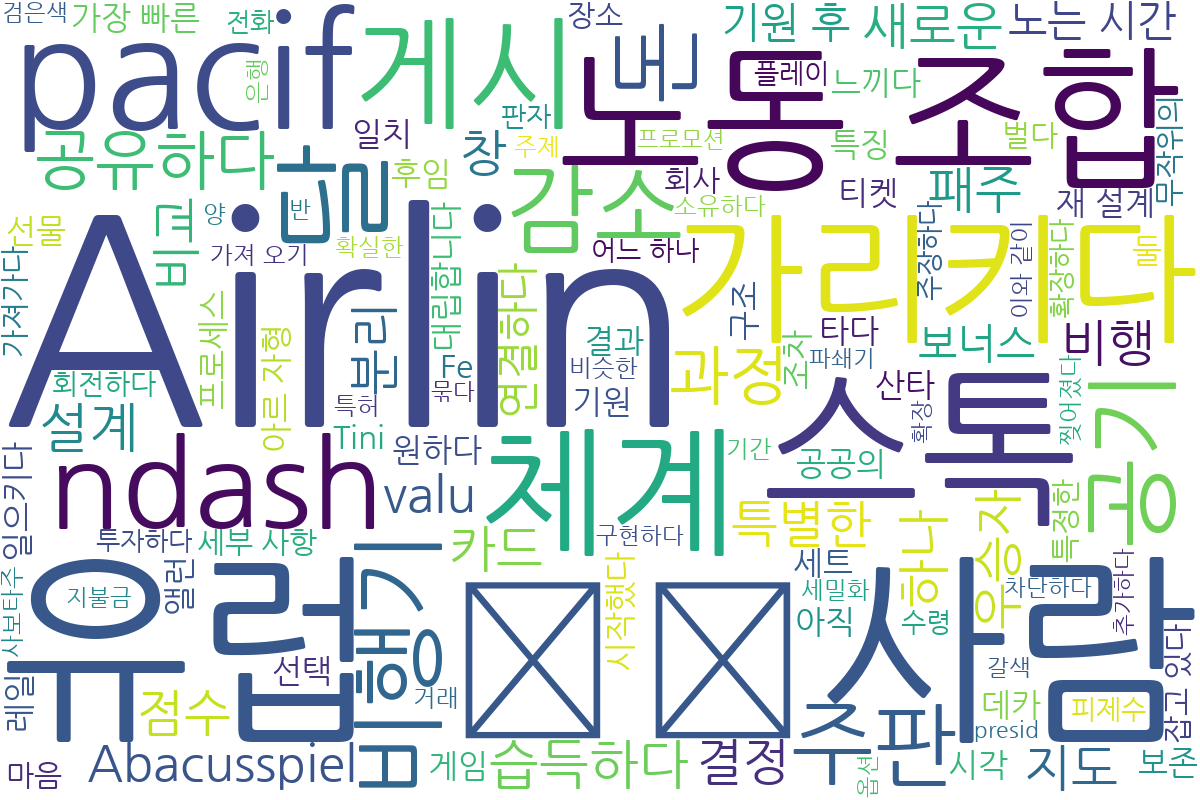 검은색
가장 빠른
전화
장소
기원 후
새로운
노는 시간
pacif
게시
돈
노동 조합
은행
플레이
느끼다
판자
일치
창
주제
프로모션
특징
벌다
무작위의
공유하다
날
후임
감소
회사
소유하다
티켓
패주
재 설계
선물
비교
양
반
가져 오기
확실한
대립합니다
어느 하나
가리키다
주장하다
이와 같이
확장하다
둘
가져가다
Airlin
프로세스
아르 자형
분리
연결하다
결과
구조
조차
타다
보너스
비행
Fe
비슷한
묶다
기원
과정
파쇄기
회전하다
특허
산타
설계
Tini
원하다
체계
기간
스톡
확장
찢어졌다
공기
공공의
일으키다
ndash
valu
특별한
우승자
특정한
투자하다
세부 사항
카드
구현하다
하나
세트
사보타주
지불금
앨런
유럽
비행기
시작했다
세밀화
아직
수령
사람
차단하다
추가하다
잡고 있다
레일
선택
점수
거래
갈색
데카
피제수
presid
마음
Abacusspiel
게임
습득하다
결정
주판
옵션
시각
지도
보존